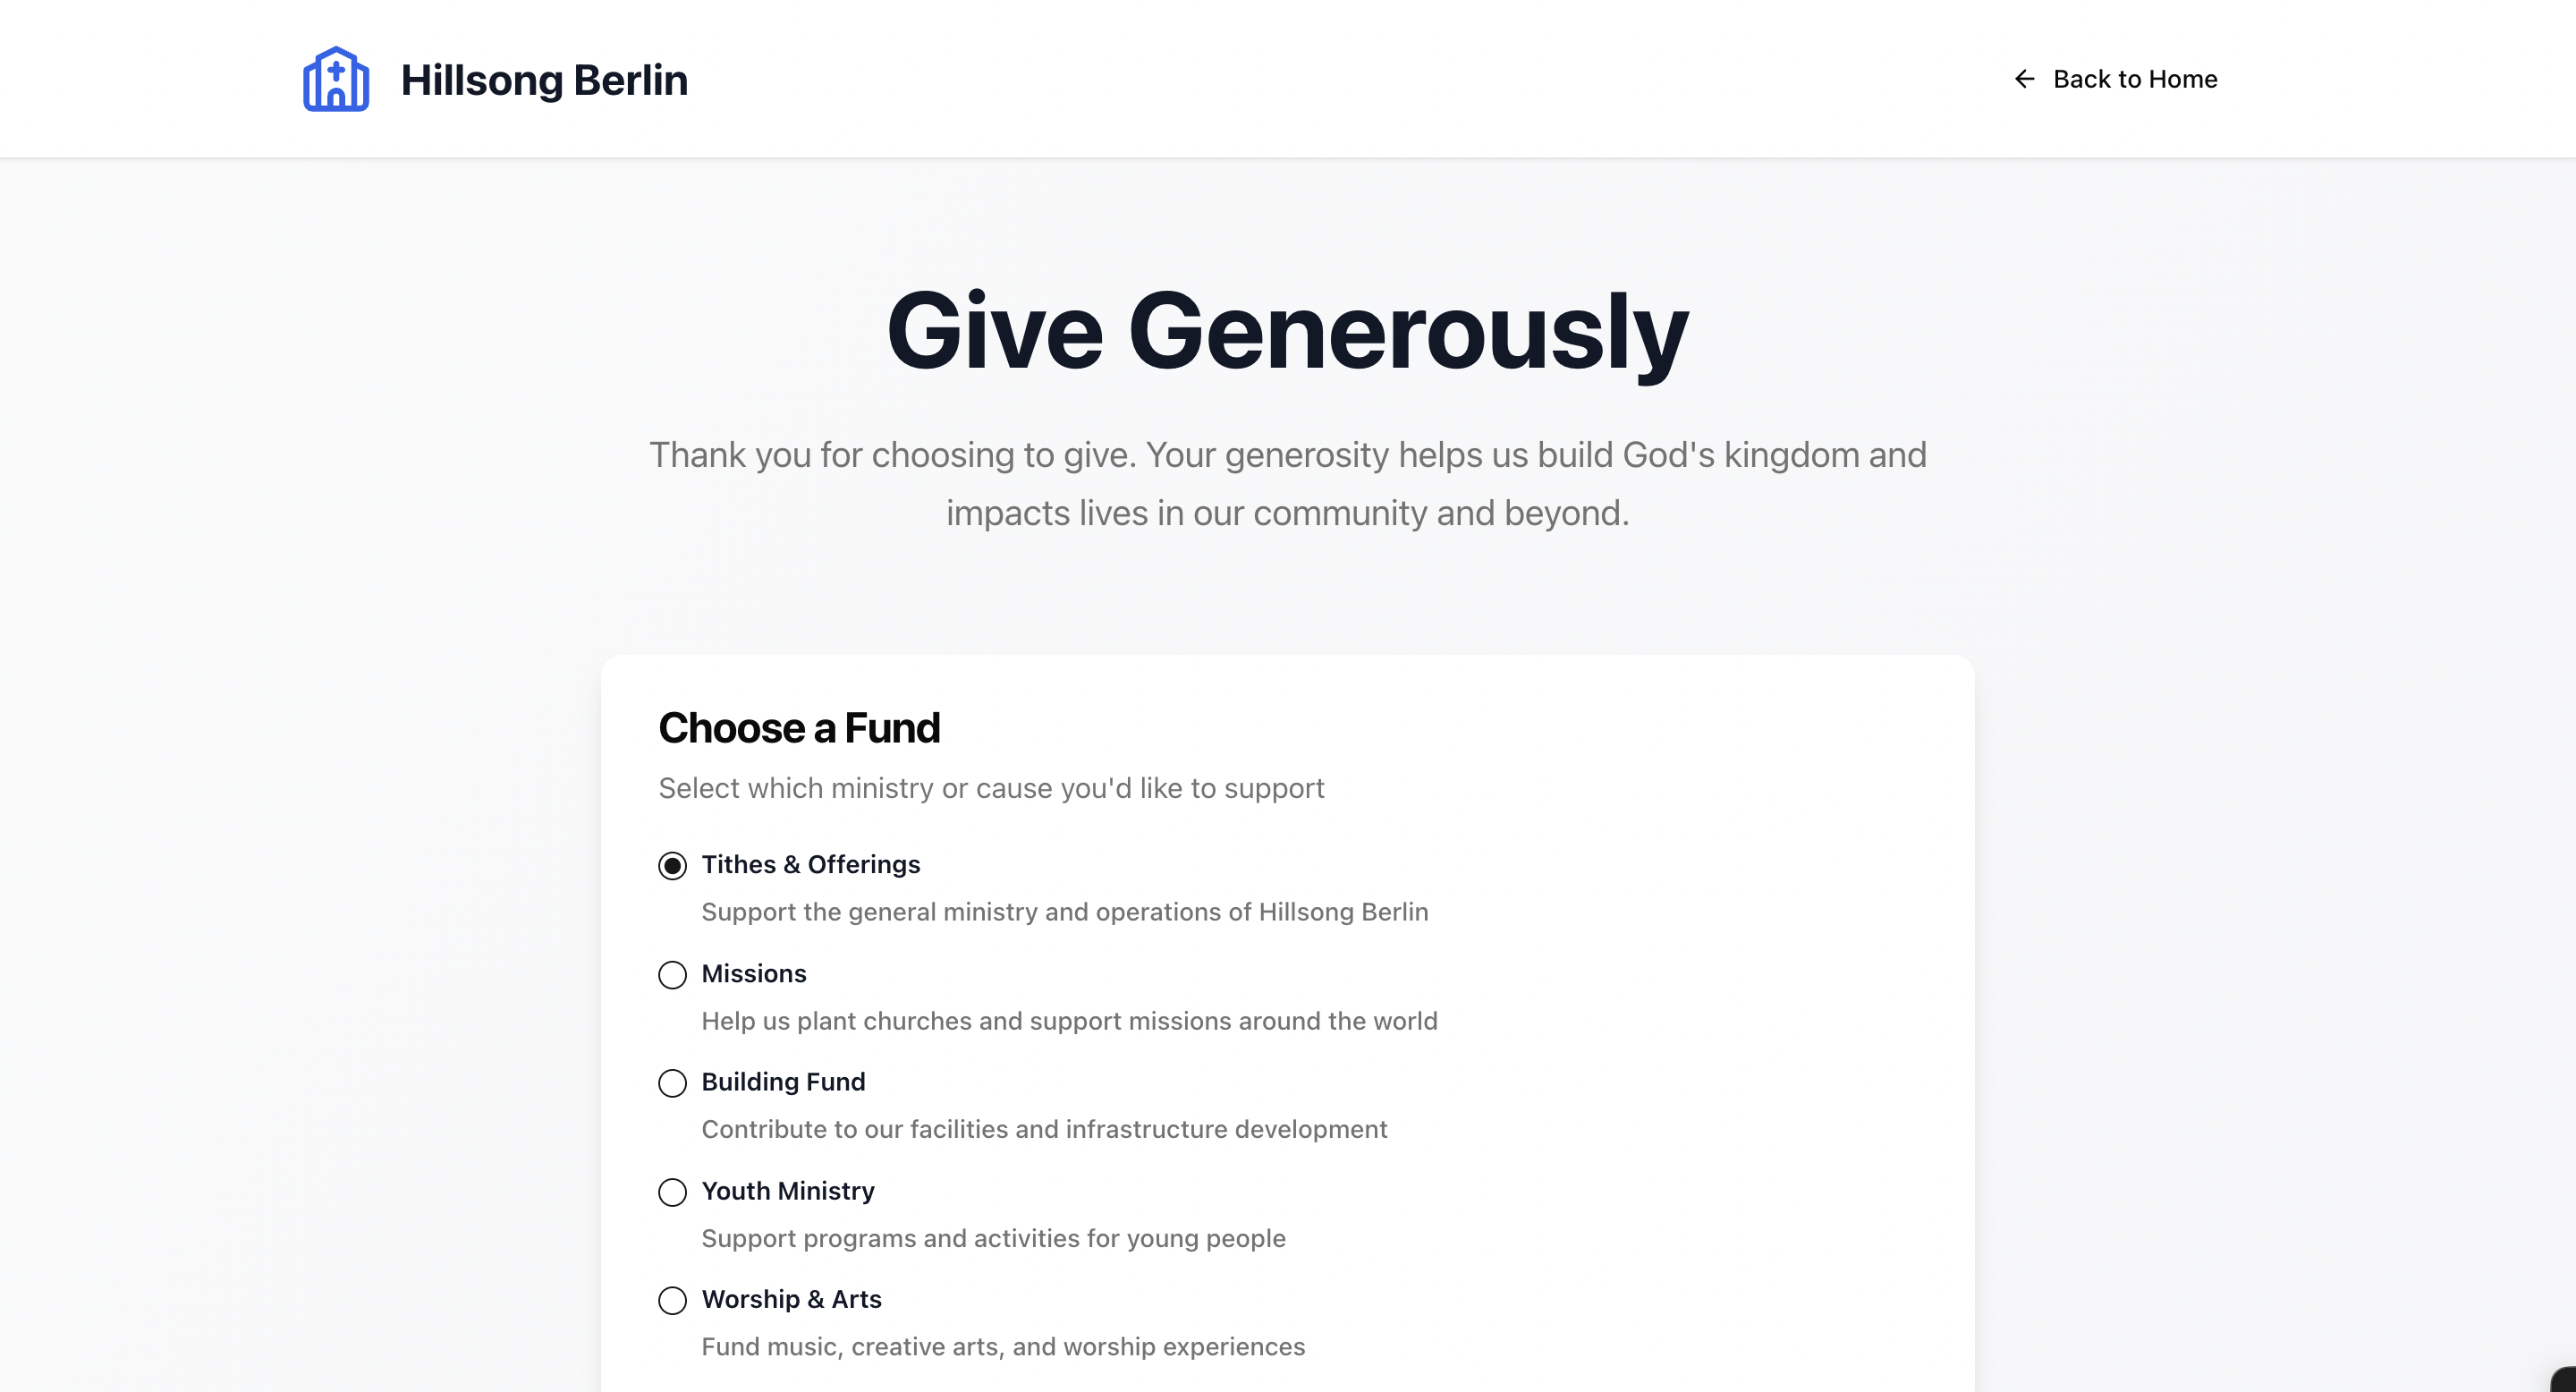 Hillsong Berlin
Back to Home
Give Generously
Thank you for choosing to give. Your generosity helps us build God's kingdom and
impacts lives in our community and beyond.
Choose a Fund
Select which ministry or cause you'd like to support
Tithes & Offerings
Support the general ministry and operations of Hillsong Berlin
Missions
Help us plant churches and support missions around the world
Building Fund
Contribute to our facilities and infrastructure development
Youth Ministry
Support programs and activities for young people
Worship & Arts
Fund music, creative arts, and worship experiences